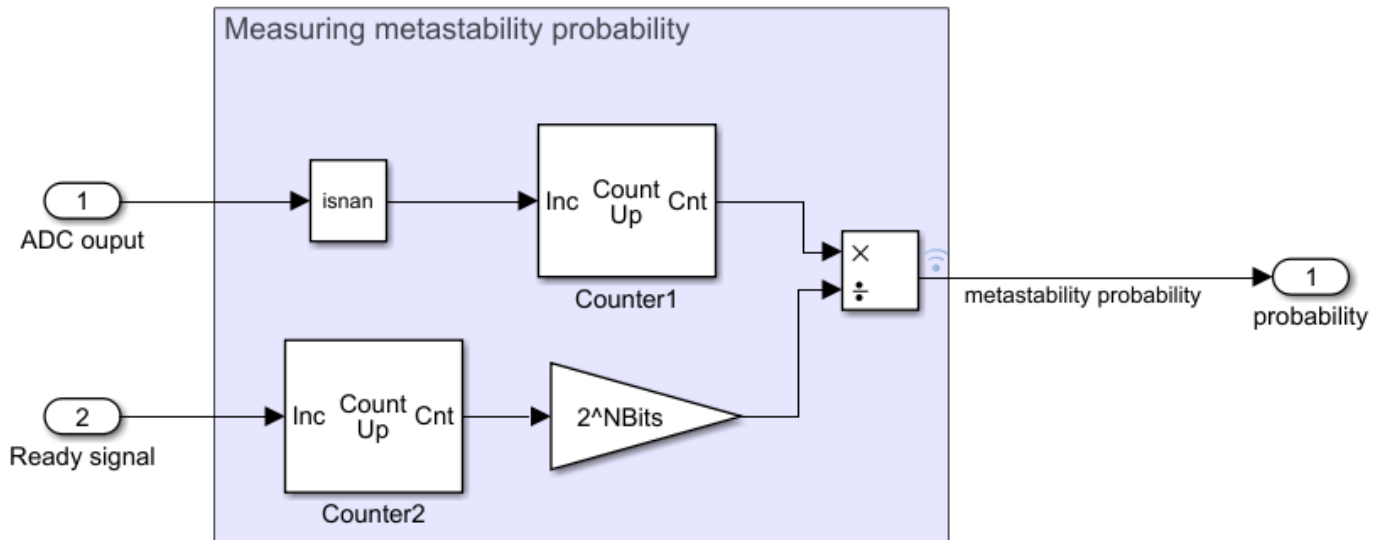 Measuring metastability probability
1
ADC ouput
isnan
Inc
Count
Up
Cnt
Counter1
×
÷
metastability probability
1
probability
2
Ready signal
Inc
Count
Up
Cnt
Counter2
2^NBits